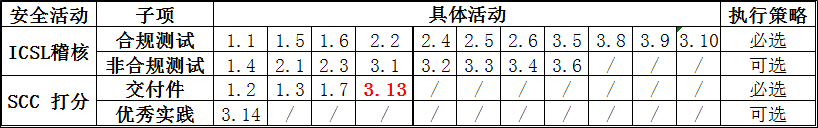 安全活动 子项 具体活动 执行策略
ICSL稽核 合规测试 1.1 1.5 1.6 2.2 2.4 2.5 2.6 3.5 3.8 3.9 3.10 必选
非合规测试 1.4 2.1 2.3 3.1 3.2 3.3 3.4 3.6 / / / 可选
SCC 打分 交付件 1.2 1.3 1.7 3.13 / / / / / / / 必选
优秀实践 3.14 / / / / / / / / / / 可选